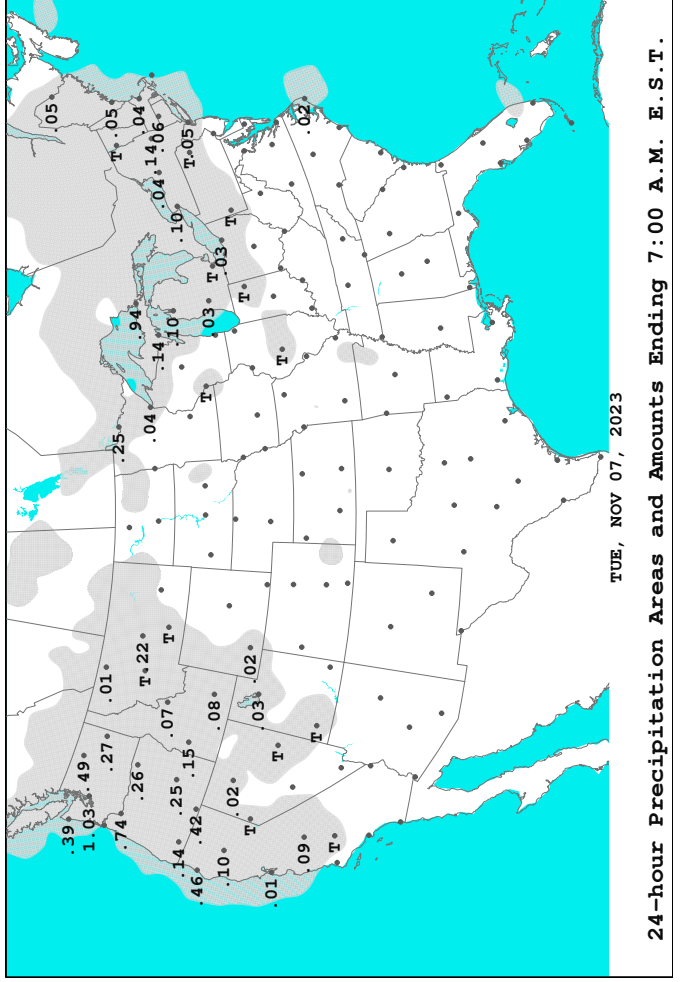 .05
.39
.49
1.03
.01
.27
.05
T
.74
.25
.94
.26
.04
.22
T
.04
.14
.06
.14
.04
.07
T
.10
.25
.10
.14
.15
T
.05
.46
.42
T
.03
T
.08
.03
.10
T
.02
T
.02
T
.03
.01
T
T
.09
.02
T
T
TUE, NOV 07, 2023
24-hour Precipitation Areas and Amounts Ending 7:00 A.M. E.S.T.